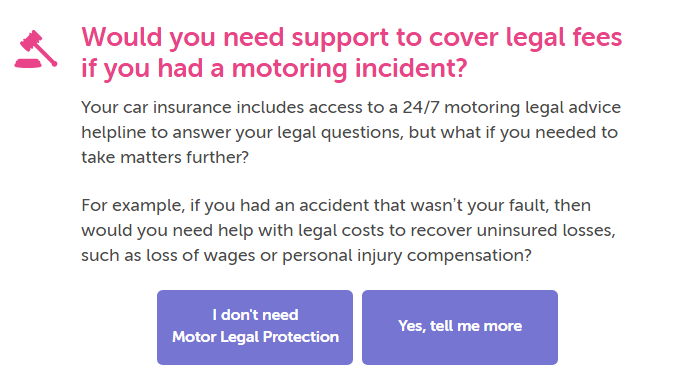 Would you need support to cover legal fees
if you had a motoring incident?
Your car insurance includes access to a 24/7 motoring legal advice
helpline to answer your legal questions, but what if you needed to
take matters further?
For example, if you had an accident that wasn't your fault, then
would you need help with legal costs to recover uninsured losses,
such as loss of wages or personal injury compensation?
I don't need
Motor Legal Protection
Yes, tell me more